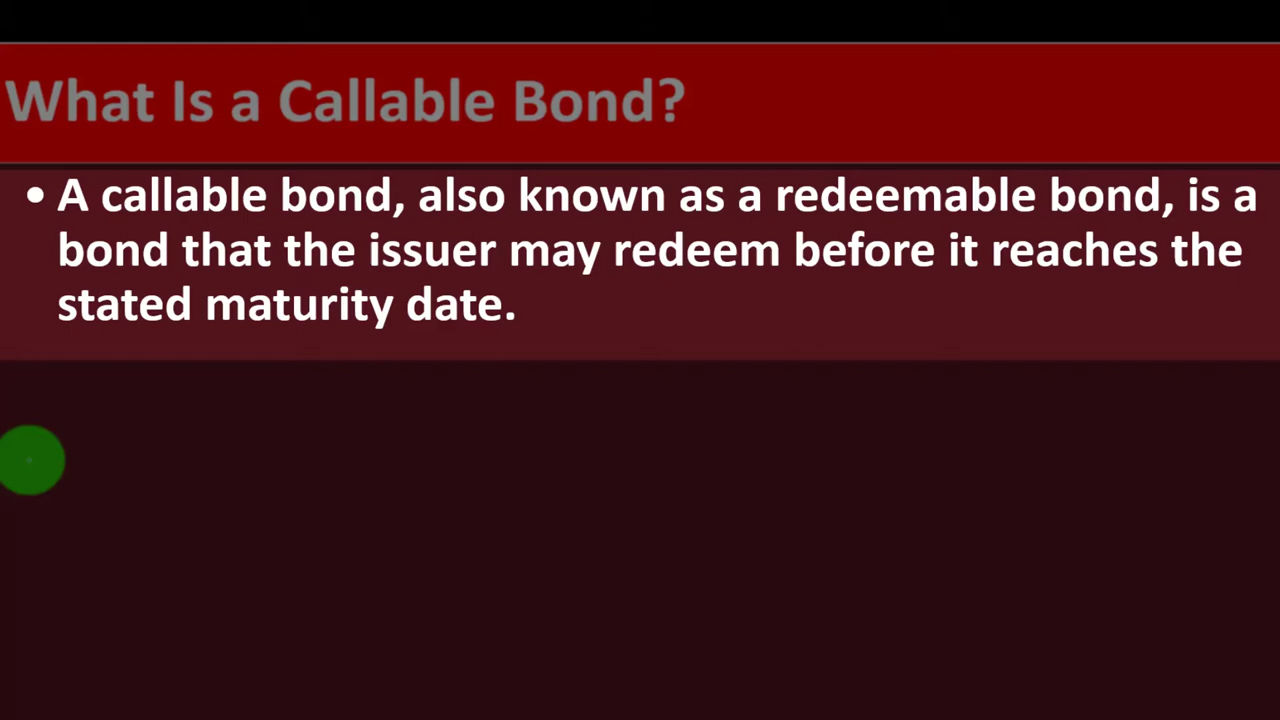 What Is a Callable Bond?
• A callable bond, also known as a redeemable bond, is a
bond that the issuer may redeem before it reaches the
stated maturity date.